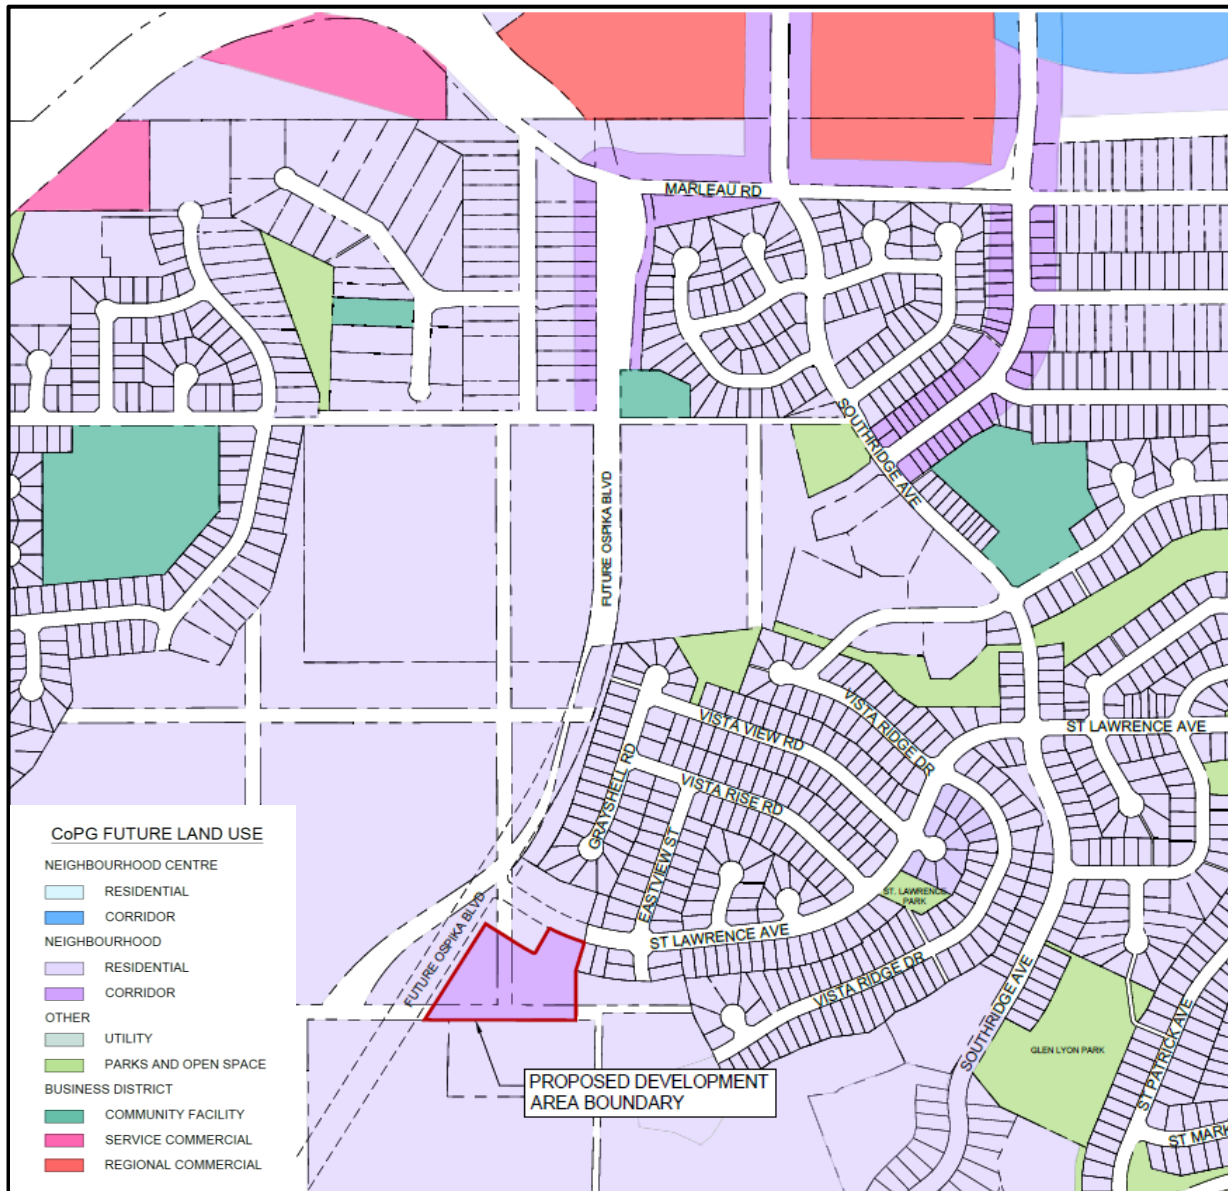 MARLEAU RD
SOUTHRIDGE AVE
FUTURE OSPIKA BLVD
VISTA RIDGE DR
ST LAWRENCE AVE
VISTA VIEW RD
GRAYSHELL RD
VISTA RISE RD
EASTVIEW ST
ST. LAWRENCE
PARK
ST LAWRENCE AVE
FUTURE OSPIKA BLVD
VISTA RIDGE DR
SOUTHRIDGE AVE
GLEN LYON PARK
ST PATRICK AVE
ST MARK
PROPOSED DEVELOPMENT
AREA BOUNDARY
CoPG FUTURE LAND USE
NEIGHBOURHOOD CENTRE
RESIDENTIAL
CORRIDOR
NEIGHBOURHOOD
RESIDENTIAL
CORRIDOR
OTHER
UTILITY
PARKS AND OPEN SPACE
BUSINESS DISTRICT
COMMUNITY FACILITY
SERVICE COMMERCIAL
REGIONAL COMMERCIAL